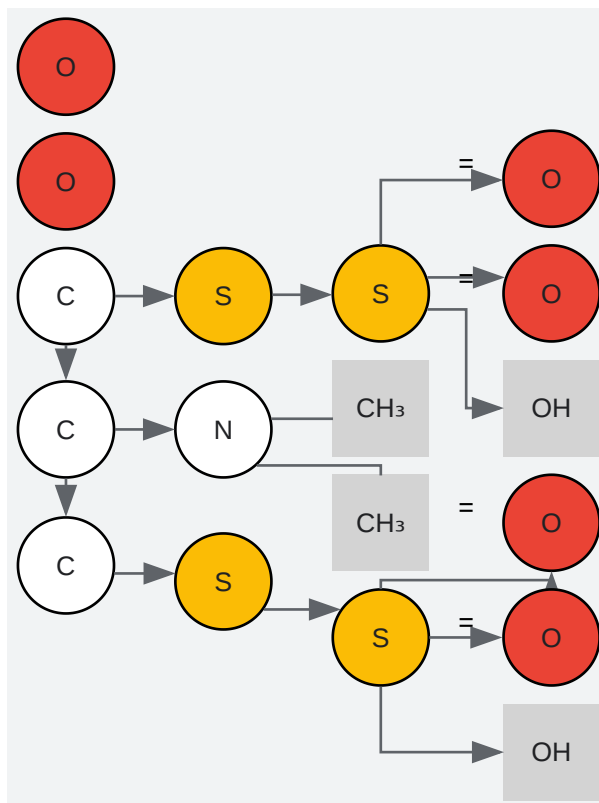 O
O
= O
C S S = O
CH₃ OH
C N
CH₃ = O
C S
S = O
OH